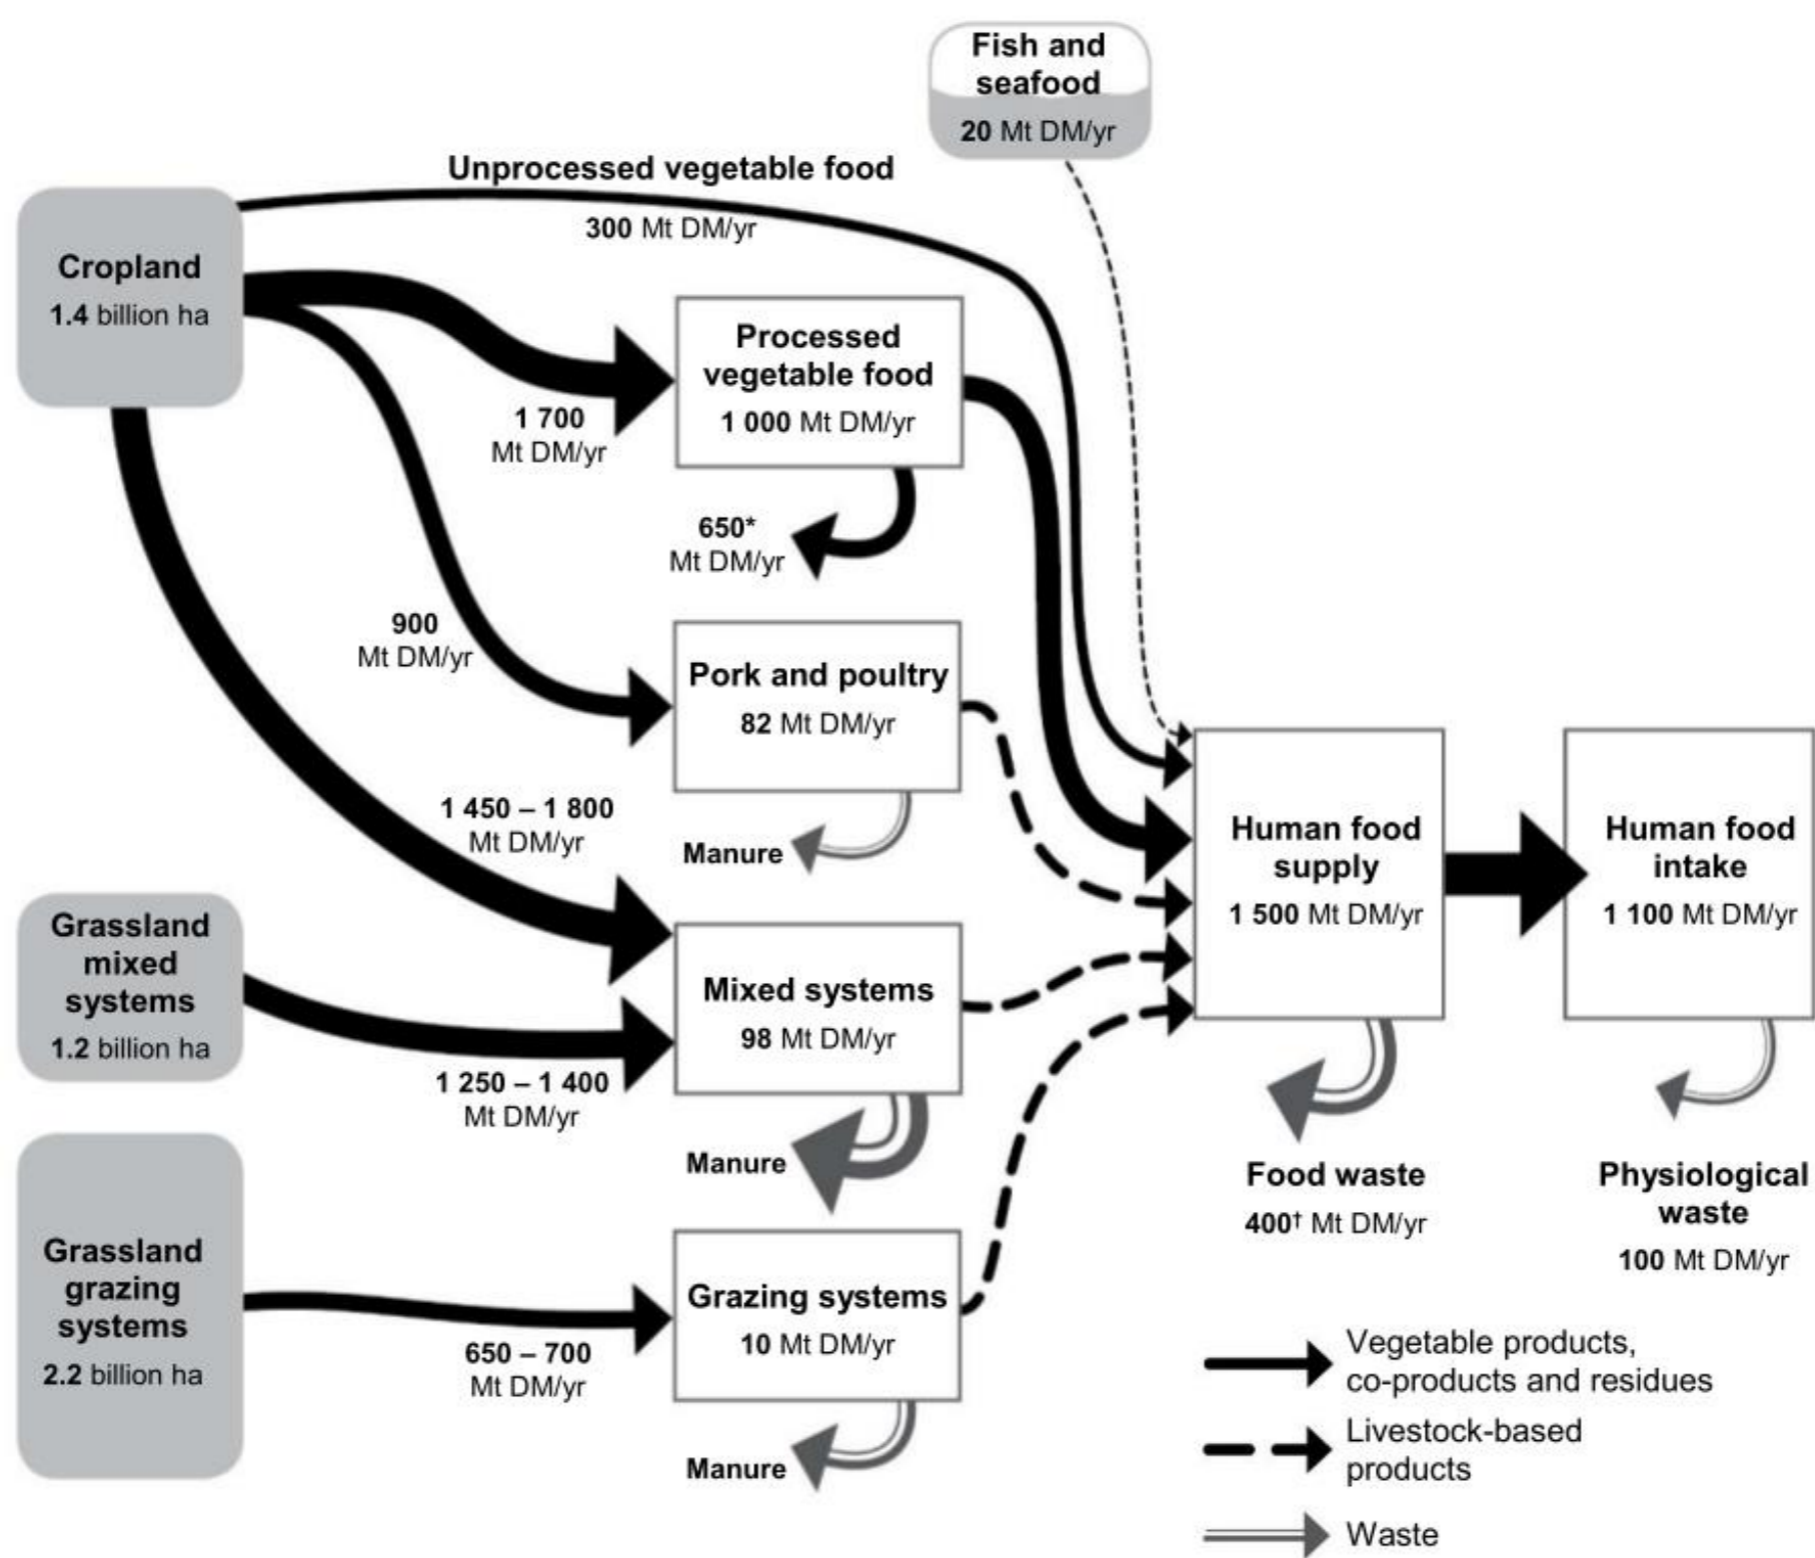 Fish and
seafood
20 Mt DM/yr
Unprocessed vegetable food
300 Mt DM/yr
Cropland
1.4 billion ha
Processed
vegetable food
1 000 Mt DM/yr
1 700
Mt DM/yr
650*
Mt DM/yr
900
Mt DM/yr
Pork and poultry
82 Mt DM/yr
Manure
1 450 – 1 800
Mt DM/yr
Human food
supply
1 500 Mt DM/yr
Human food
intake
1 100 Mt DM/yr
Grassland
mixed
systems
1.2 billion ha
Mixed systems
98 Mt DM/yr
1 250 – 1 400
Mt DM/yr
Manure
Food waste
400† Mt DM/yr
Physiological
waste
100 Mt DM/yr
Grassland
grazing
systems
2.2 billion ha
Grazing systems
10 Mt DM/yr
650 – 700
Mt DM/yr
Manure
Vegetable products,
co-products and residues
Livestock-based
products
Waste